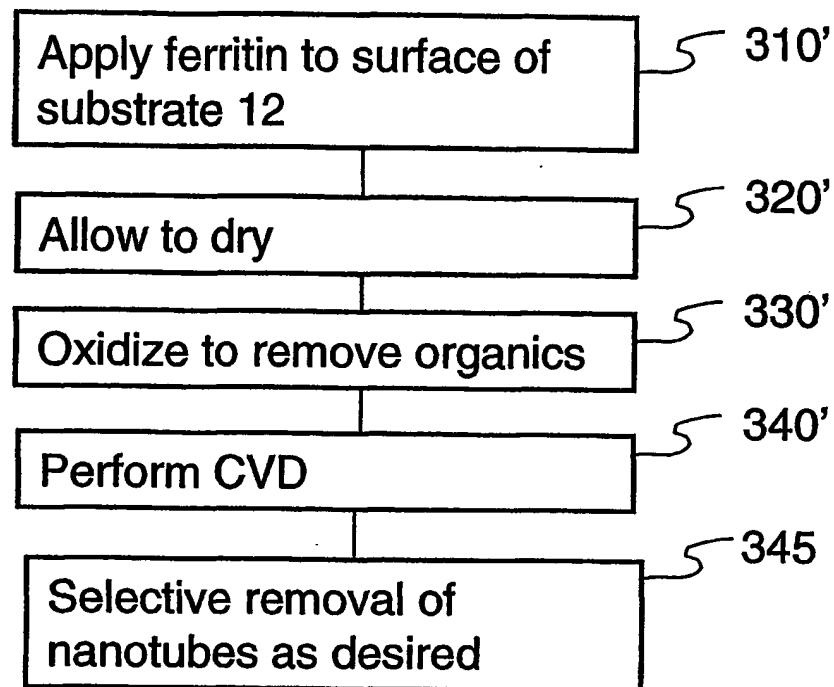 Apply ferritin to surface of
substrate 12
310'
Allow to dry
320'
Oxidize to remove organics
330'
Perform CVD
340'
Selective removal of
nanotubes as desired
345